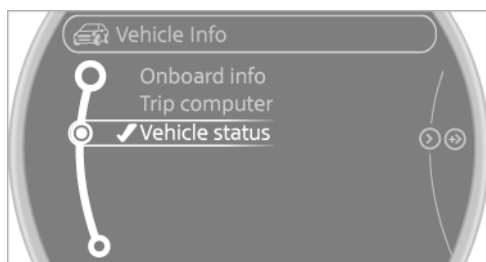 Vehicle Info
Onboard info
Trip computer
Vehicle status